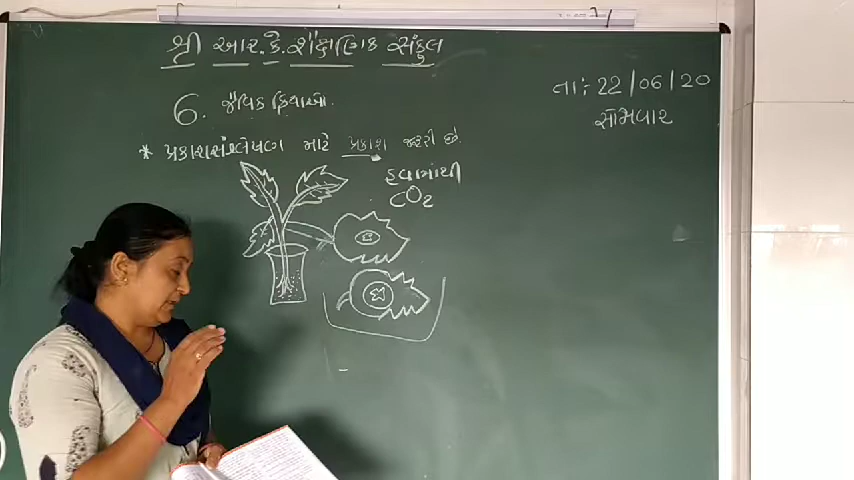 શ્રી આર.કે.શૈક્ષણિક સંકુલ
તા: 22/06/20
સોમવાર
6. જૈવિક ક્રિયાઓ.
* પ્રકાશસંશ્લેષણ માટે પ્રકાશ જરૂરી છે.
હવામાંથી
CO2